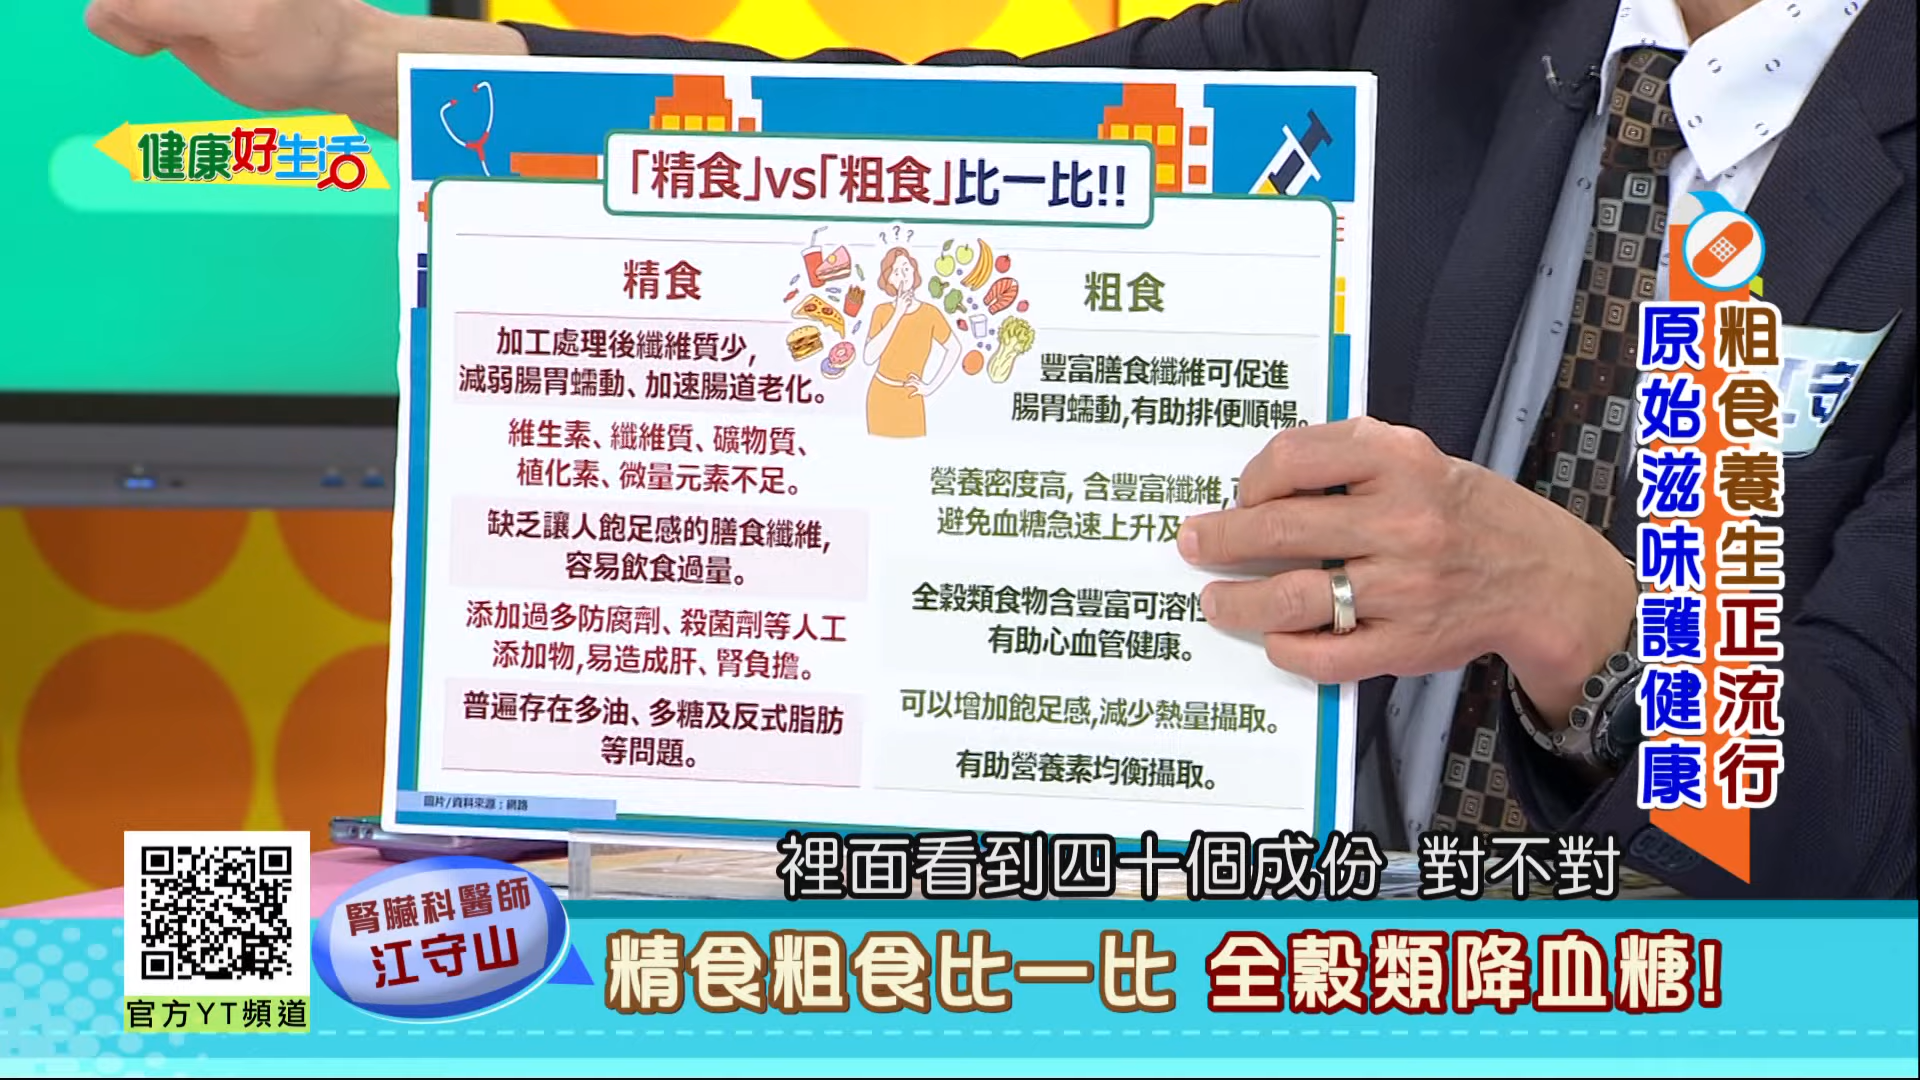 健康好生活
「精食」vs「粗食」比一比!!
精食
加工處理後纖維質少,
減弱腸胃蠕動、加速腸道老化。
維生素、纖維質、礦物質、
植化素、微量元素不足。
缺乏讓人飽足感的膳食纖維,
容易飲食過量。
添加過多防腐劑、殺菌劑等人工
添加物,易造成肝、腎負擔。
普遍存在多油、多糖及反式脂肪
等問題。
???
粗食
豐富膳食纖維可促進
腸胃蠕動,有助排便順暢。
營養密度高, 含豐富纖維,
避免血糖急速上升及
全穀類食物含豐富可溶性
有助心血管健康。
可以增加飽足感,減少熱量攝取。
有助營養素均衡攝取。
圖片/資料來源:網路
粗食養生正流行
原始滋味護健康
裡面看到四十個成份 對不對
腎臟科醫師
江守山
精食粗食比一比 全穀類降血糖!
官方YT頻道